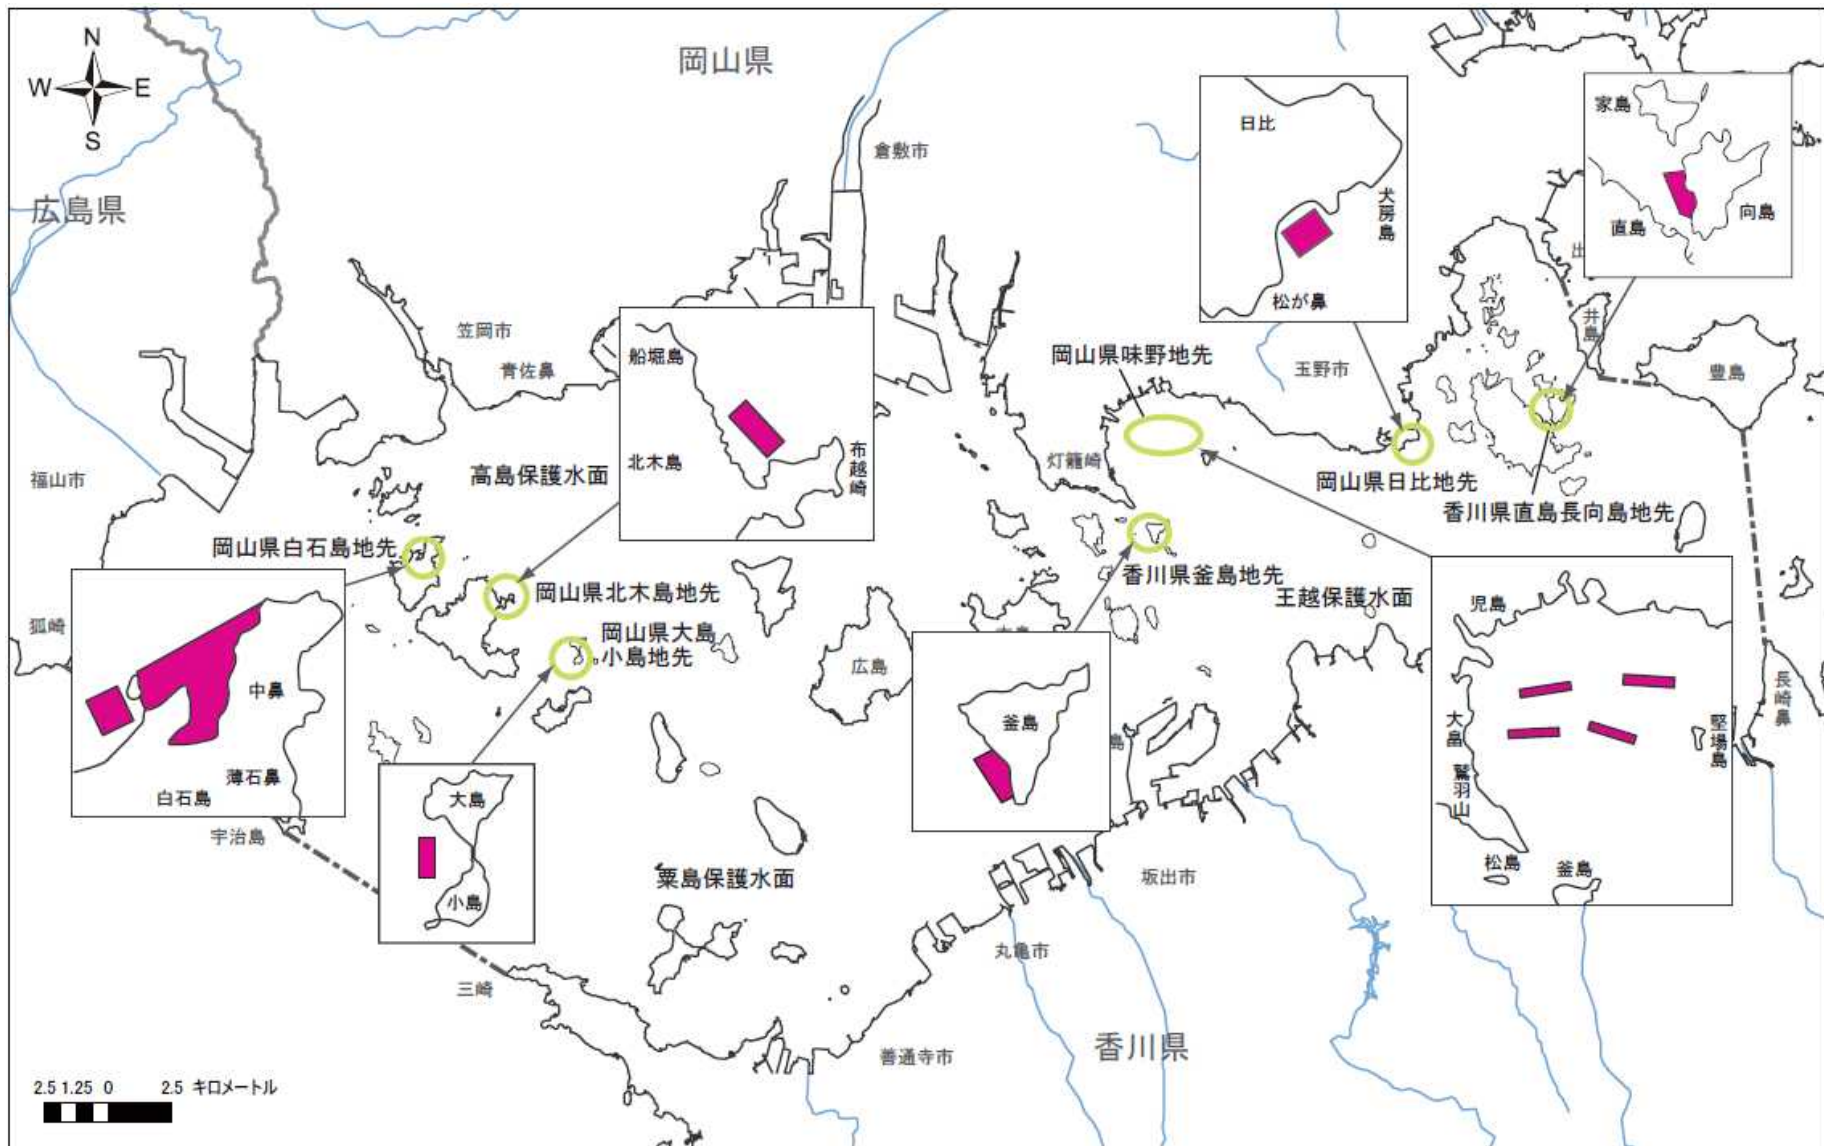 N
W
E
S
岡山県
広島県
倉敷市
日比
犬房島
松が鼻
家島
直島
向島
出
井島
豊島
笠岡市
青佐鼻
船堀島
北木島
布越崎
岡山県味野地先
玉野市
灯籠崎
高島保護水面
福山市
岡山県日比地先
香川県直島長向島地先
岡山県白石島地先
岡山県北木島地先
香川県釜島地先
王越保護水面
狐崎
岡山県大島
小島地先
広島
児島
大畠
鷲羽山
堅場島
松島
釜島
長崎鼻
中鼻
薄石鼻
白石島
宇治島
釜島
島
大島
小島
粟島保護水面
坂出市
丸亀市
三崎
善通寺市
香川県
2.5 1.25 0 2.5 キロメートル